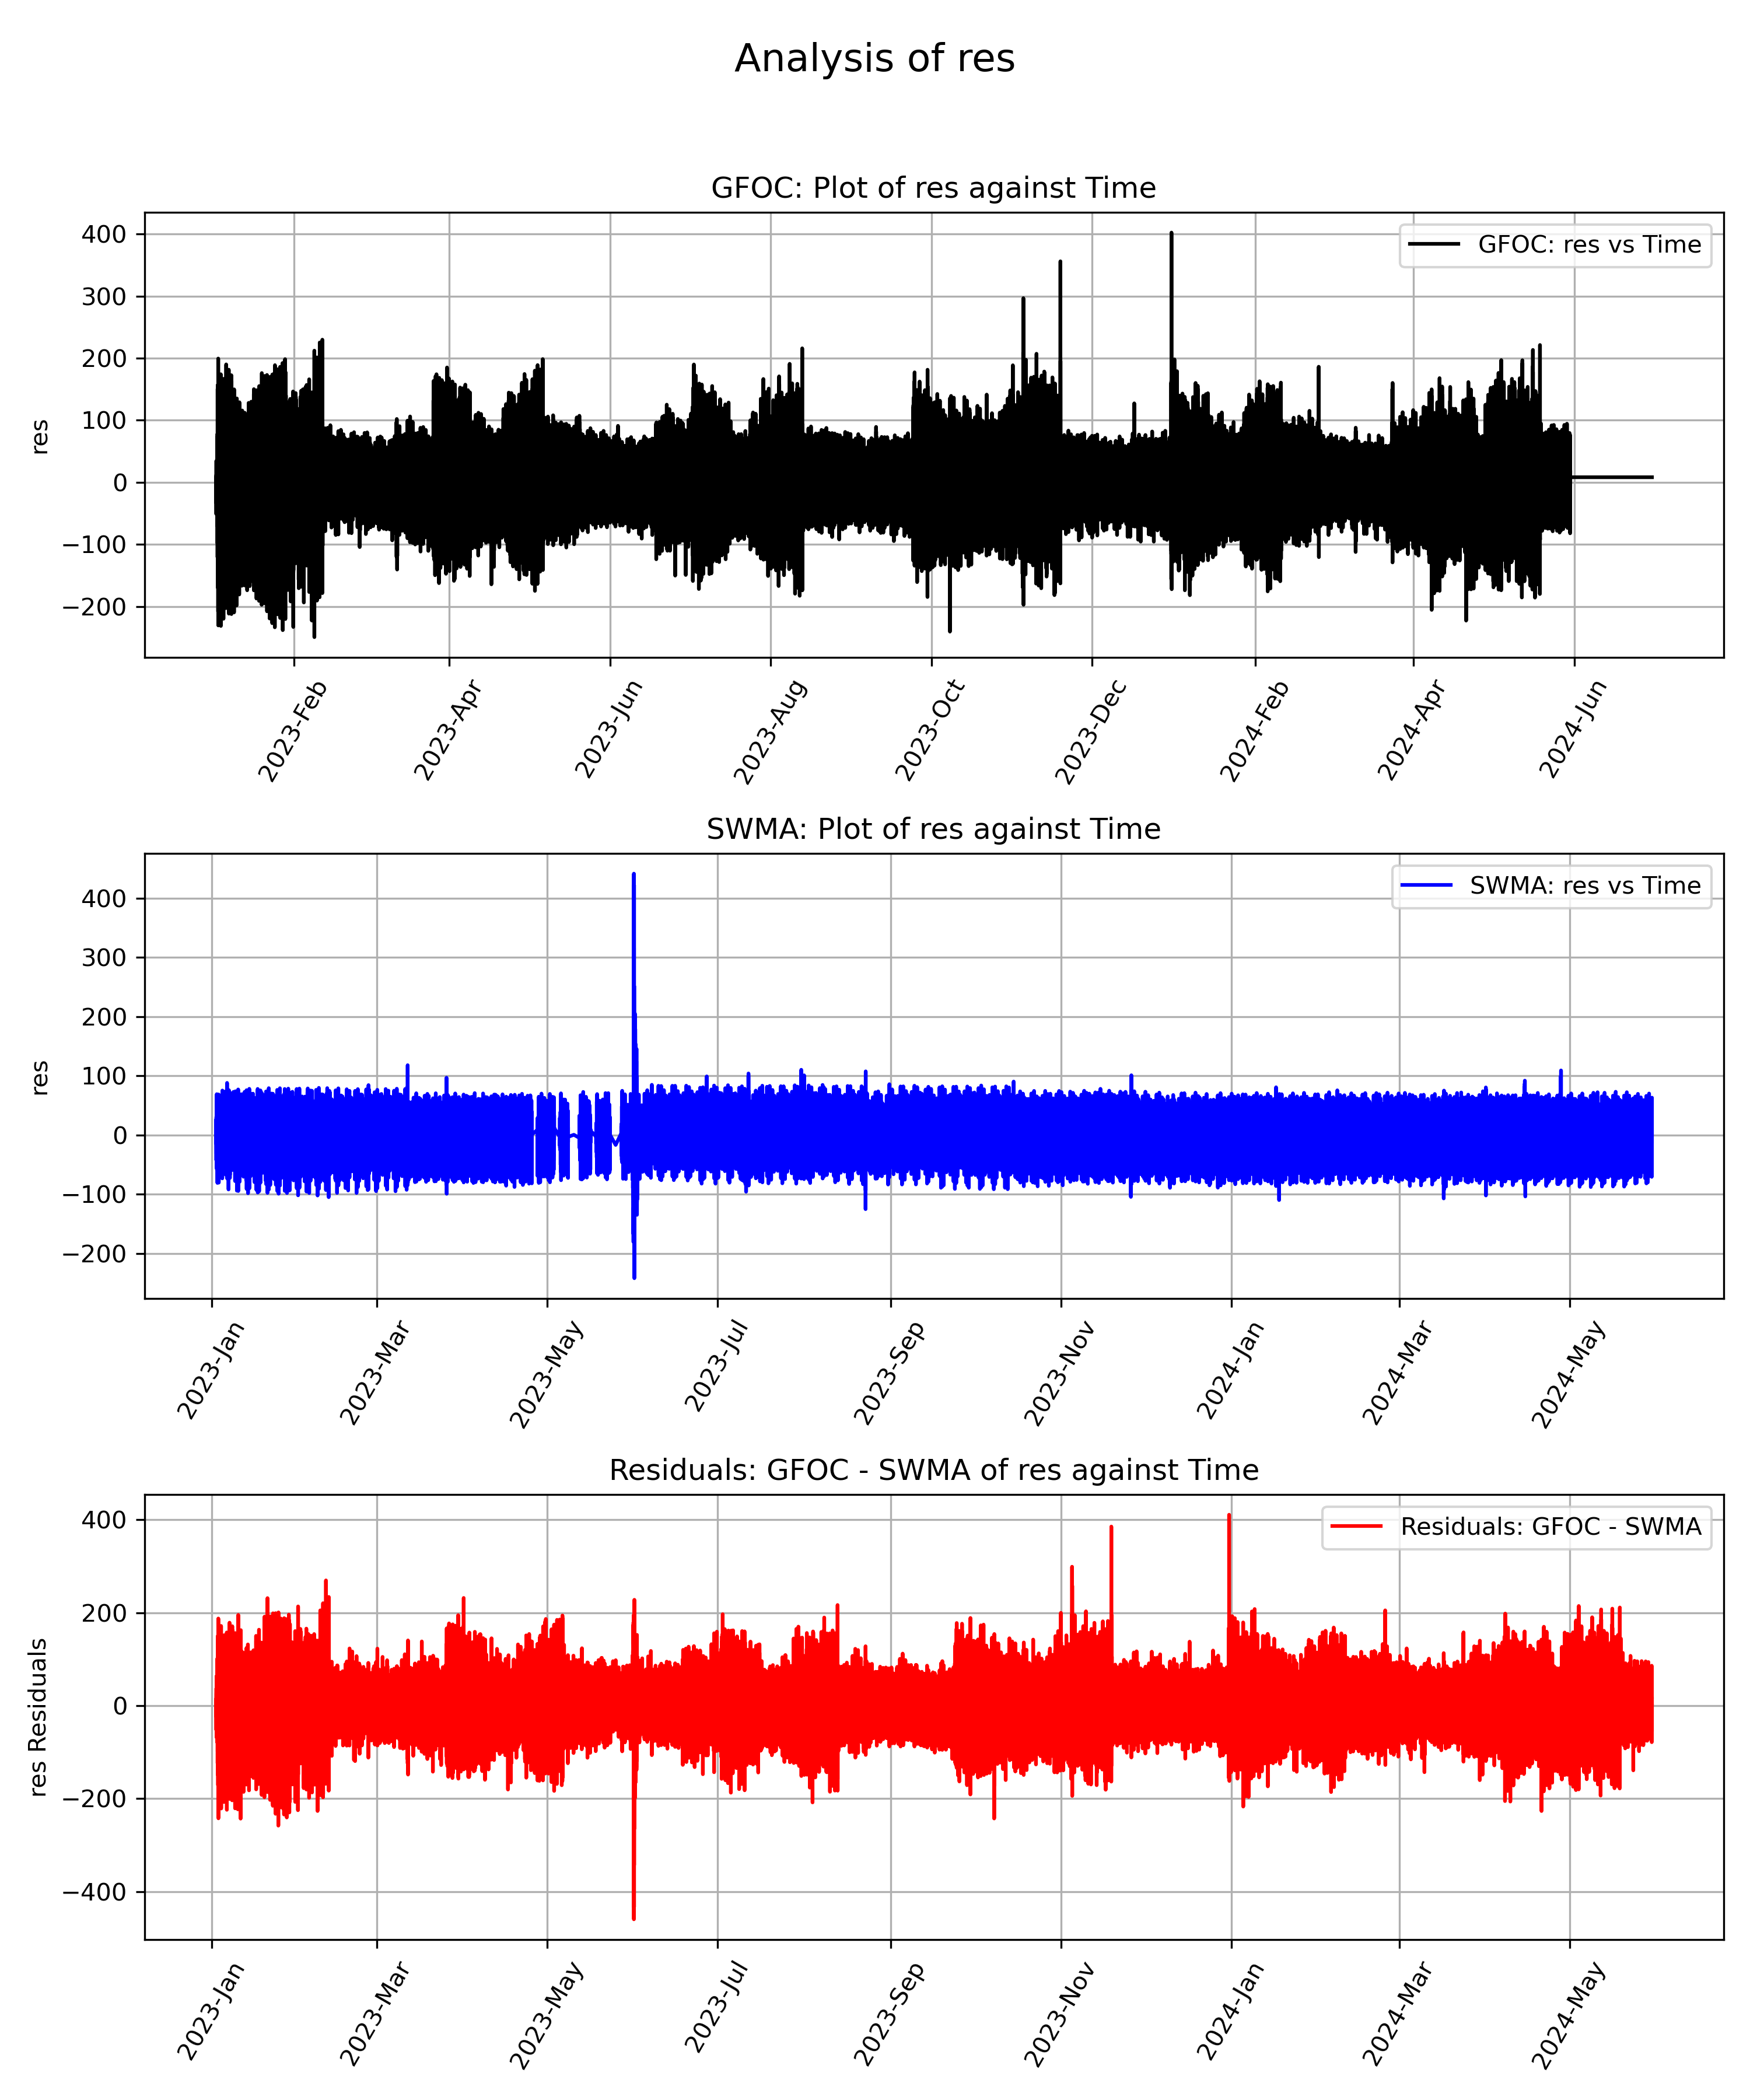 Analysis of res
GFOC: Plot of res against Time
400
300
200
100
0
−100
−200
res
GFOC: res vs Time
2023-Feb
2023-Apr
2023-Jun
2023-Aug
2023-Oct
2023-Dec
2024-Feb
2024-Apr
2024-Jun
SWMA: Plot of res against Time
400
300
200
100
0
−100
−200
res
SWMA: res vs Time
2023-Jan
2023-Mar
2023-May
2023-Jul
2023-Sep
2023-Nov
2024-Jan
2024-Mar
2024-May
Residuals: GFOC - SWMA of res against Time
400
200
0
−200
−400
res Residuals
Residuals: GFOC - SWMA
2023-Jan
2023-Mar
2023-May
2023-Jul
2023-Sep
2023-Nov
2024-Jan
2024-Mar
2024-May